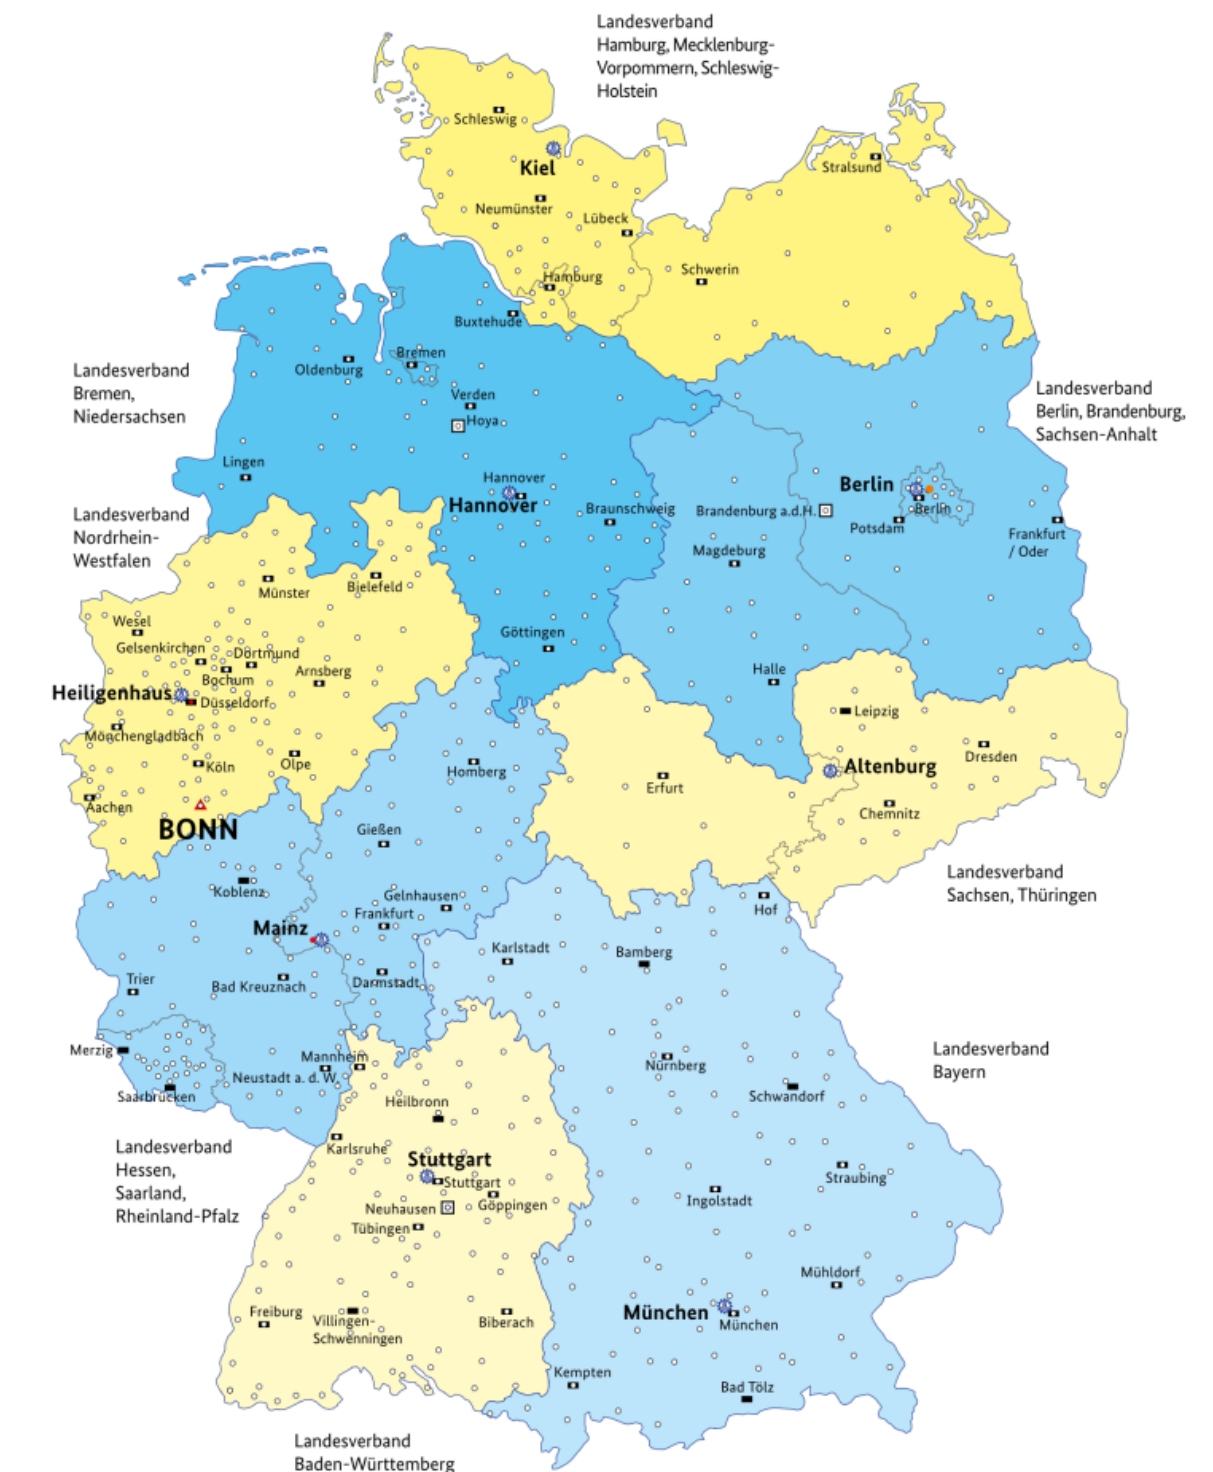 Landesverband
Hamburg, Mecklenburg-
Vorpommern, Schleswig-
Holstein
Schleswig
Kiel
Stralsund
Neumünster
Lübeck
Schwerin
Hamburg
Buxtehude
Bremen
Oldenburg
Landesverband
Bremen,
Niedersachsen
Landesverband
Berlin, Brandenburg,
Sachsen-Anhalt
Verden
Hoya
Lingen
Hannover
Hannover
Braunschweig
Berlin
Brandenburg a.d.H.
Berlin
Potsdam
Frankfurt
/ Oder
Landesverband
Nordrhein-
Westfalen
Magdeburg
Münster
Bielefeld
Wesel
Göttingen
Gelsenkirchen
Dortmund
Bochum
Arnsberg
Halle
Heiligenhaus
Düsseldorf
Leipzig
Mönchengladbach
Dresden
Köln
Olpe
Homberg
Altenburg
Erfurt
Aachen
Chemnitz
BONN
Gießen
Landesverband
Sachsen, Thüringen
Koblenz
Gelnhausen
Frankfurt
Hof
Mainz
Karlstadt
Bamberg
Trier
Bad Kreuznach
Darmstadt
Merzig
Mannheim
Neustadt a. d. W.
Nürnberg
Landesverband
Bayern
Saarbrücken
Heilbronn
Schwandorf
Landesverband
Hessen,
Saarland,
Rheinland-Pfalz
Karlsruhe
Stuttgart
Stuttgart
Straubing
Neuhausen
Göppingen
Ingolstadt
Tübingen
Mühldorf
Freiburg
Villingen-
Schwenningen
Biberach
München
München
Kempten
Bad Tölz
Landesverband
Baden-Württemberg